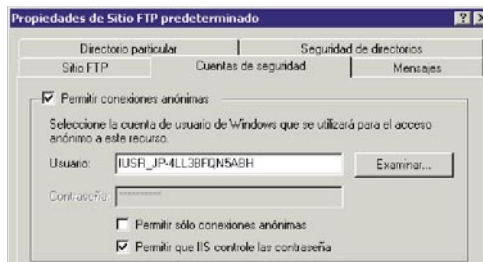 Propiedades de Sitio FTP predeterminado
Directorio particular
Seguridad de directorios
Sitio FTP
Cuentas de seguridad
Mensajes
Permitir conexiones anónimas
Seleccione la cuenta de usuario de Windows que se utilizará para el acceso
anónimo a este recurso.
Usuario: IUSR_JP-4LL3BFQN5ABH Examinar...
Contraseña: **********
Permitir sólo conexiones anónimas
Permitir que IIS controle las contraseña